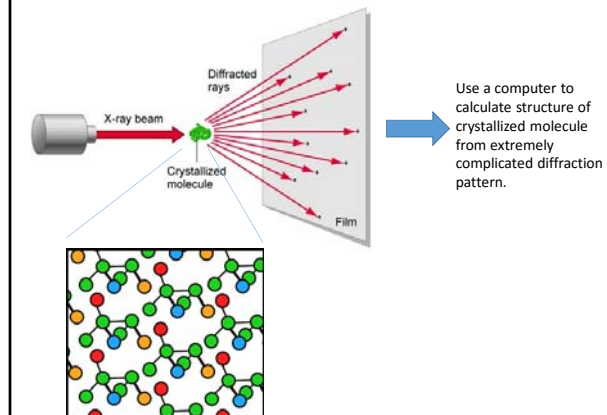 Diffracted
rays
X-ray beam
Crystallized
molecule
Film
Use a computer to
calculate structure of
crystallized molecule
from extremely
complicated diffraction
pattern.